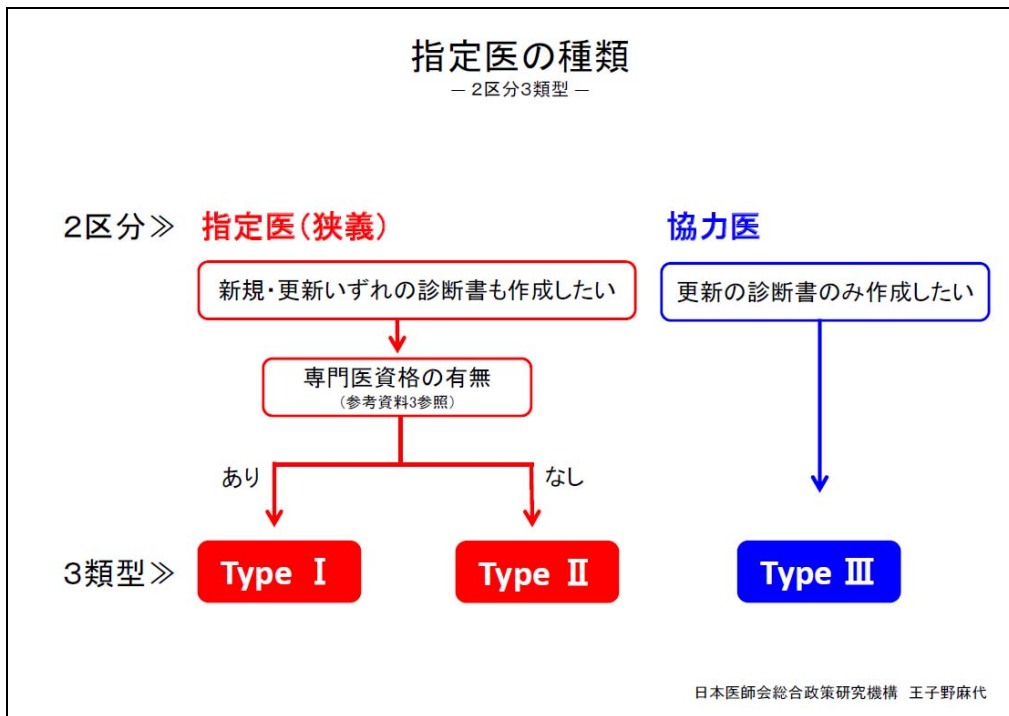 指定医の種類
― 2区分3類型 ―
2区分≫ 指定医(狭義) 協力医
新規・更新いずれの診断書も作成したい 更新の診断書のみ作成したい
専門医資格の有無
(参考資料3参照)
あり なし
3類型≫ Type Ⅰ Type Ⅱ Type Ⅲ
日本医師会総合政策研究機構 王子野麻代